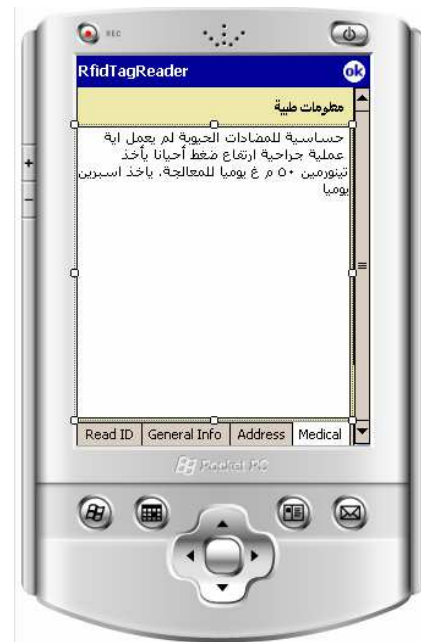 REC
RfidTagReader ok
معلومات طبية
حساسية للمضادات الحيوية لم يعمل اية
عملية جراحية ارتفاع ضغط أحيانا يأخذ
تينورمين ٥٠ م غ يوميا للمعالجة. ياخذ اسبرين
يوميا
Read ID General Info Address Medical
Pocket PC